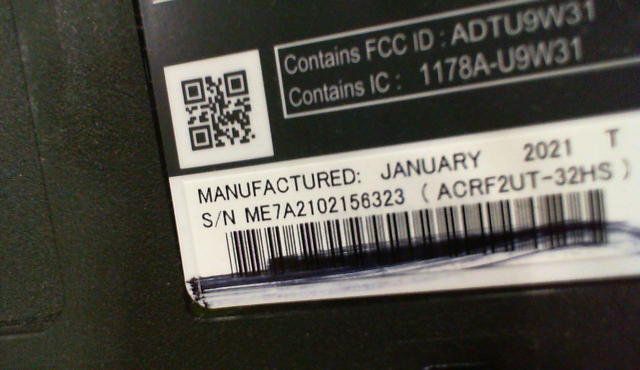 Contains FCC ID : ADTU9W31
Contains IC : 1178A-U9W31
MANUFACTURED: JANUARY 2021 T
S/N ME7A2102156323 ( ACRF2UT-32HS )